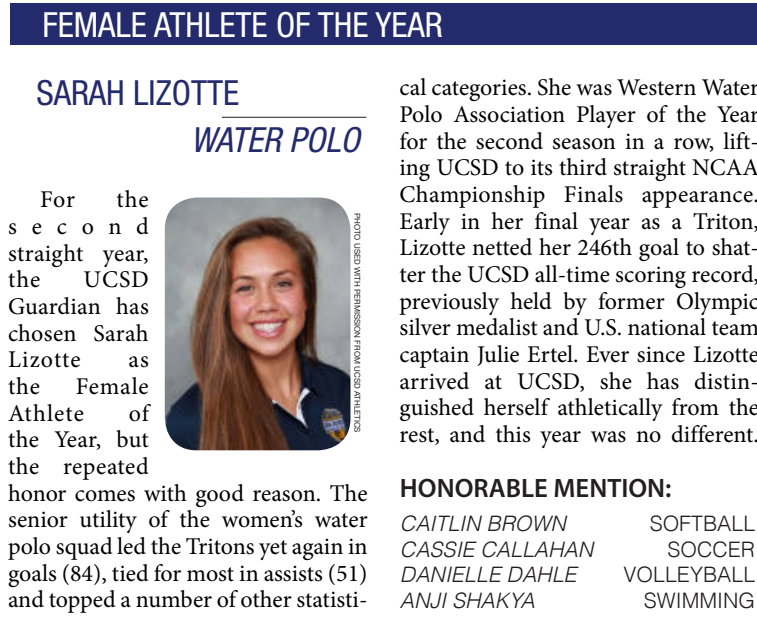 FEMALE ATHLETE OF THE YEAR
SARAH LIZOTTE
WATER POLO
For the
second
straight year,
the UCSD
Guardian has
chosen Sarah
Lizotte as
the Female
Athlete of
the Year, but
the repeated
honor comes with good reason. The
senior utility of the women's water
polo squad led the Tritons yet again in
goals (84), tied for most in assists (51)
and topped a number of other statisti-
PHOTO USED WITH PERMISSION FROM UCSD ATHLETICS
cal categories. She was Western Water
Polo Association Player of the Year
for the second season in a row, lift-
ing UCSD to its third straight NCAA
Championship Finals appearance.
Early in her final year as a Triton,
Lizotte netted her 246th goal to shat-
ter the UCSD all-time scoring record,
previously held by former Olympic
silver medalist and U.S. national team
captain Julie Ertel. Ever since Lizotte
arrived at UCSD, she has distin-
guished herself athletically from the
rest, and this year was no different.
HONORABLE MENTION:
CAITLIN BROWN SOFTBALL
CASSIE CALLAHAN SOCCER
DANIELLE DAHLE VOLLEYBALL
ANJI SHAKYA SWIMMING